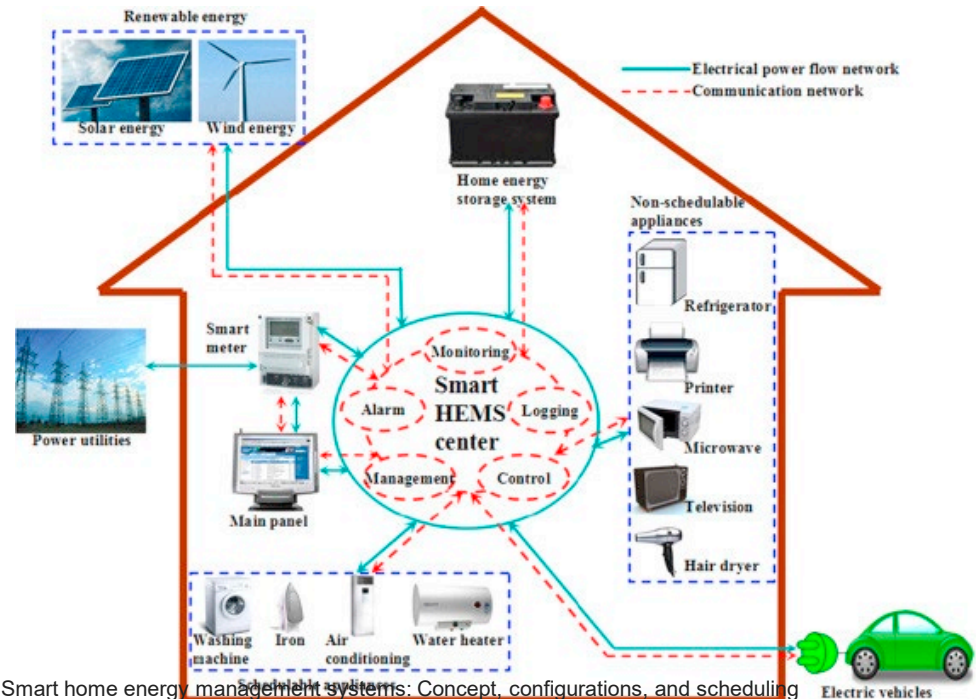 Renewable energy
Solar energy
Wind energy
Electrical power flow network
Communication network
Home energy
storage system
Non-schedulable
appliances
Refrigerator
Printer
Microwave
Television
Hair dryer
Smart
meter
Power utilities
Main panel
Monitoring
Alarm
Smart
HEMS
center
Logging
Management
Control
Washing
machine
Iron
Air
conditioning
Water heater
Schedulable appliances
Electric vehicles
Smart home energy management systems: Concept, configurations, and scheduling